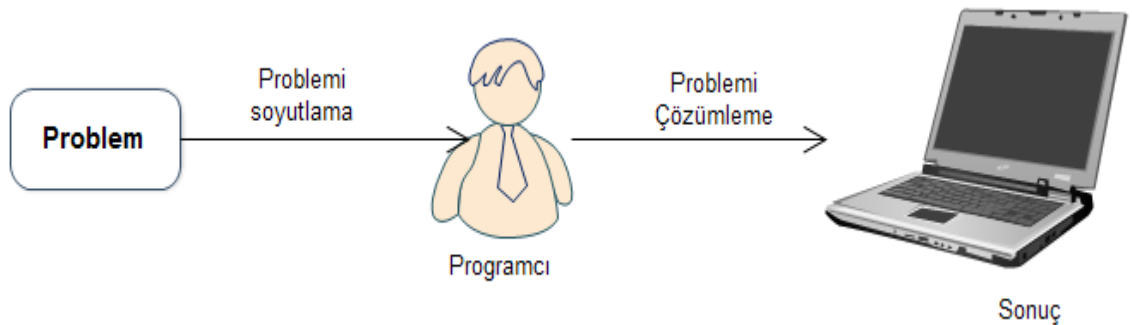 Problem
Problemi
soyutlama
Programcı
Problemi
Çözümleme
Sonuç